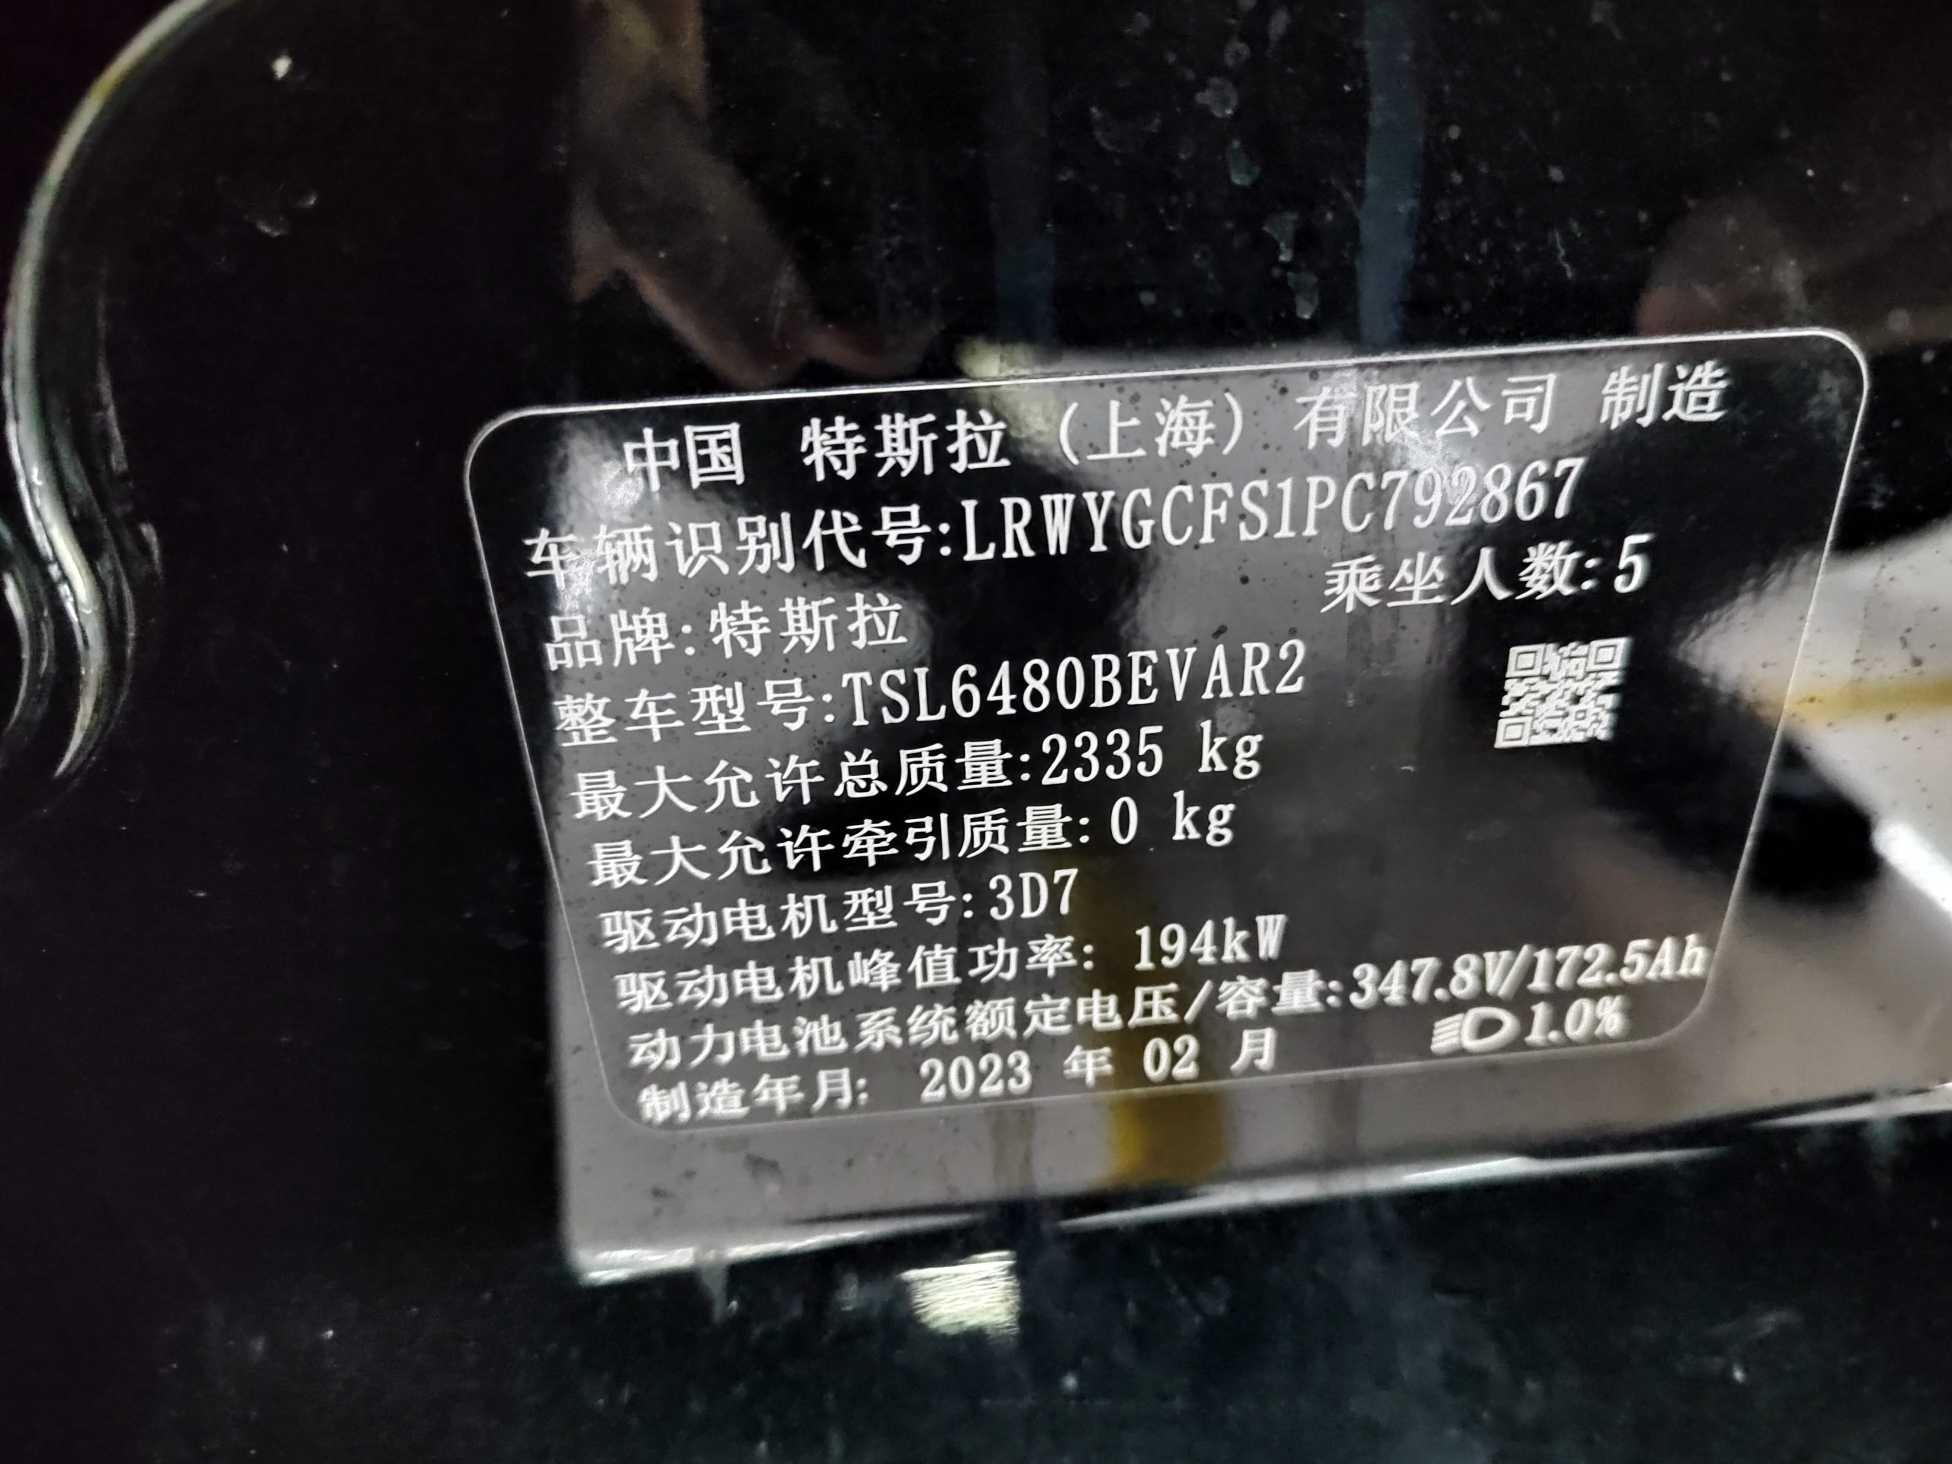 中国 特斯拉（上海）有限公司 制造
车辆识别代号:LRWYGCFS1PC792867
品牌:特斯拉 乘坐人数:5
整车型号:TSL6480BEVAR2
最大允许总质量:2335 kg
最大允许牵引质量:0 kg
驱动电机型号:3D7
驱动电机峰值功率: 194kW
动力电池系统额定电压/容量:347.8V/172.5Ah
制造年月: 2023 年 02 月 1.0%